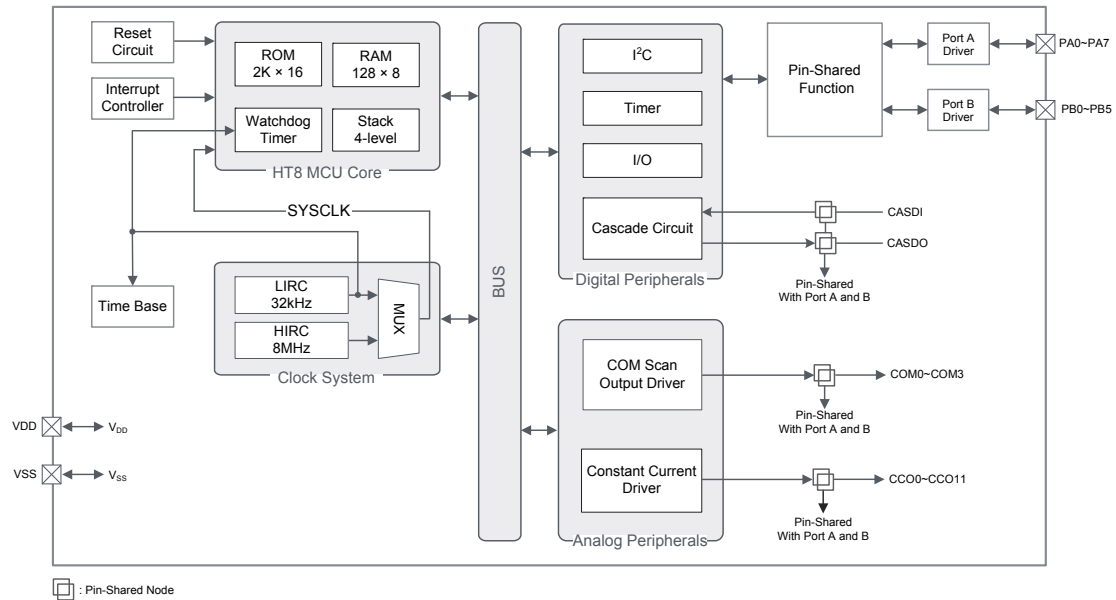 Reset
Circuit
Interrupt
Controller
ROM
2K × 16
RAM
128 × 8
Watchdog
Timer
Stack
4-level
HT8 MCU Core
SYSCLK
Time Base
LIRC
32kHz
HIRC
8MHz
MUX
Clock System
VDD
VDD
VSS
VSS
BUS
I²C
Timer
I/O
Cascade Circuit
Digital Peripherals
Pin-Shared
Function
Port A
Driver
PA0~PA7
Port B
Driver
PB0~PB5
CASDI
CASDO
Pin-Shared
With Port A and B
COM Scan
Output Driver
COM0~COM3
Pin-Shared
With Port A and B
Constant Current
Driver
CCO0~CCO11
Pin-Shared
With Port A and B
Analog Peripherals
: Pin-Shared Node